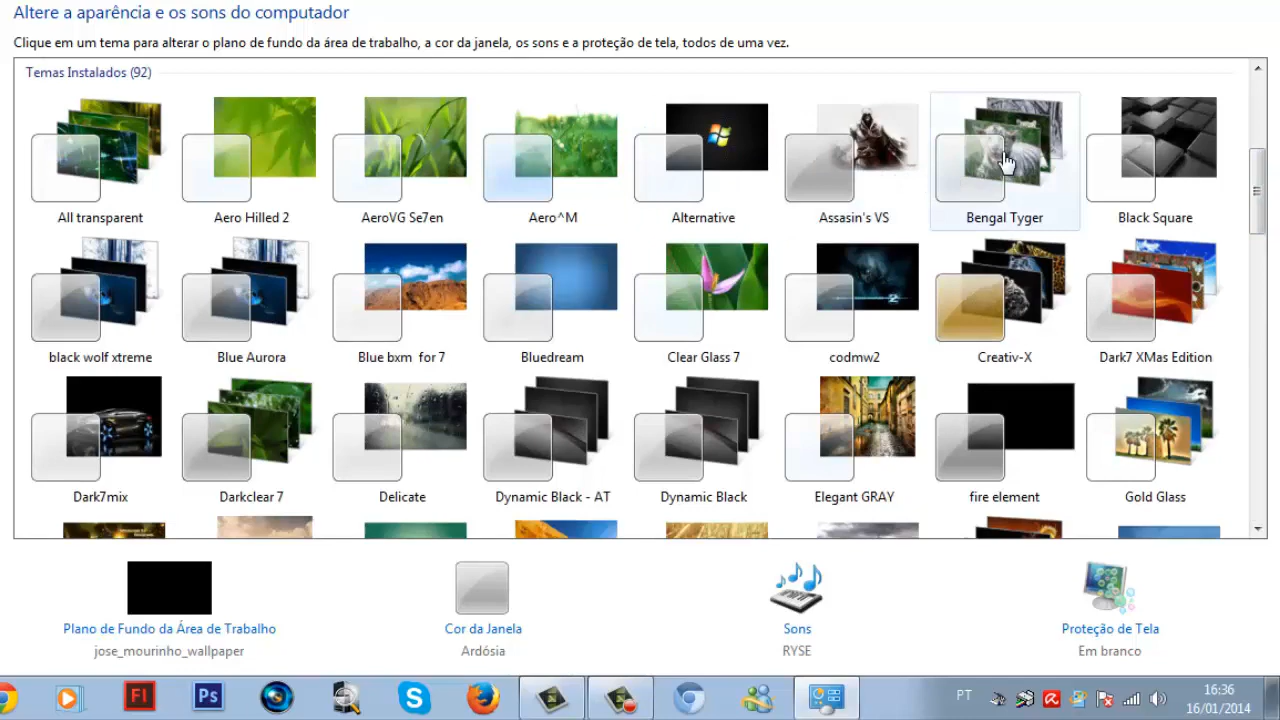 Altere a aparência e os sons do computador
Clique em um tema para alterar o plano de fundo da área de trabalho, a cor da janela, os sons e a proteção de tela, todos de uma vez.
Temas Instalados (92)
All transparent
Aero Hilled 2
AeroVG Se7en
Aero^M
Alternative
Assasin's VS
Bengal Tyger
Black Square
black wolf xtreme
Blue Aurora
Blue bxm for 7
Bluedream
Clear Glass 7
codmw2
Creativ-X
Dark7 XMas Edition
Dark7mix
Darkclear7
Delicate
Dynamic Black - AT
Dynamic Black
Elegant GRAY
fire element
Gold Glass
Plano de Fundo da Área de Trabalho
jose_mourinho_wallpaper
Cor da Janela
Ardósia
Sons
RYSE
Proteção de Tela
Em branco
Fl
Ps
PT
16:36
16/01/2014